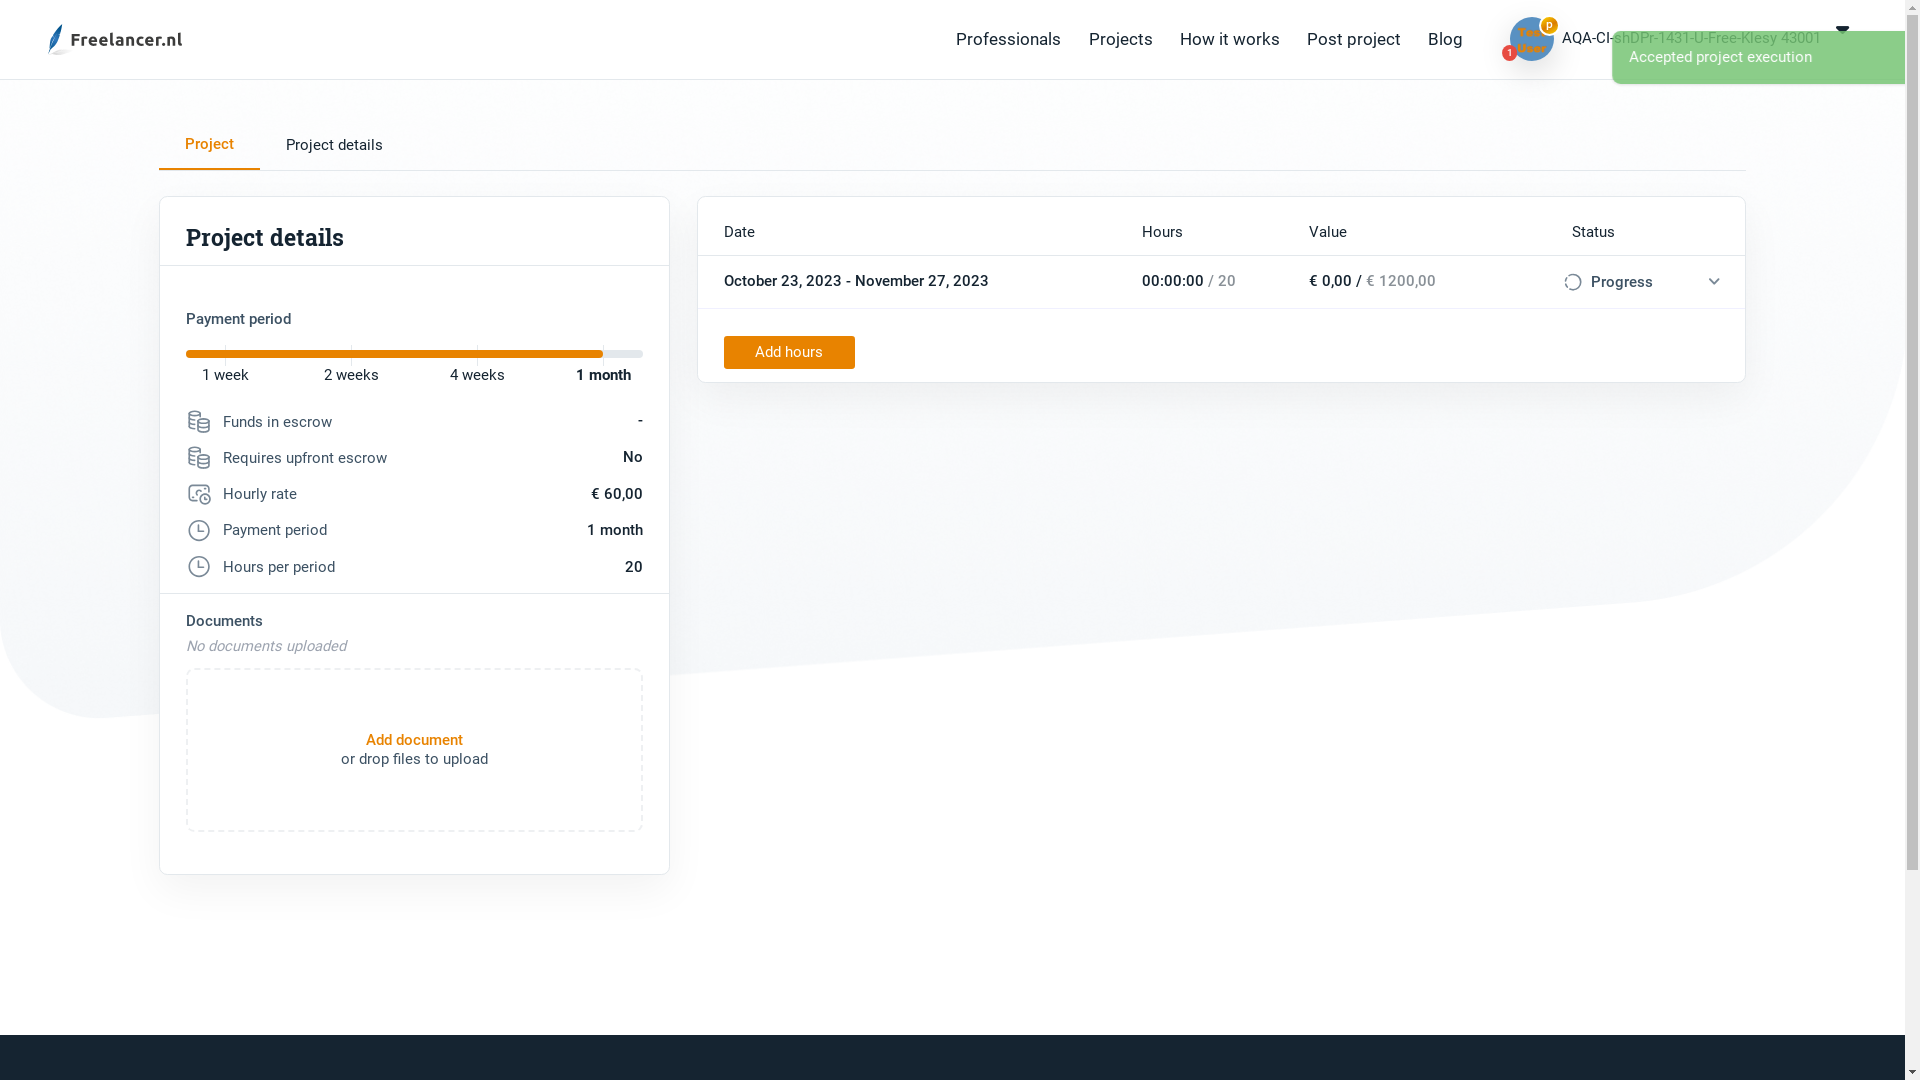 Freelancer.nl
Professionals
Projects
How it works
Post project
Blog
Test
User
P
1
AQA-CI-shDPr-1431-U-Free-Klesy 43001
Accepted project execution
Project
Project details
Project details
Payment period
1 week
2 weeks
4 weeks
1 month
Funds in escrow
-
Requires upfront escrow
No
Hourly rate
€ 60,00
Payment period
1 month
Hours per period
20
Documents
No documents uploaded
Add document
or drop files to upload
Date
Hours
Value
Status
October 23, 2023 - November 27, 2023
00:00:00 / 20
€ 0,00 / € 1200,00
Progress
Add hours